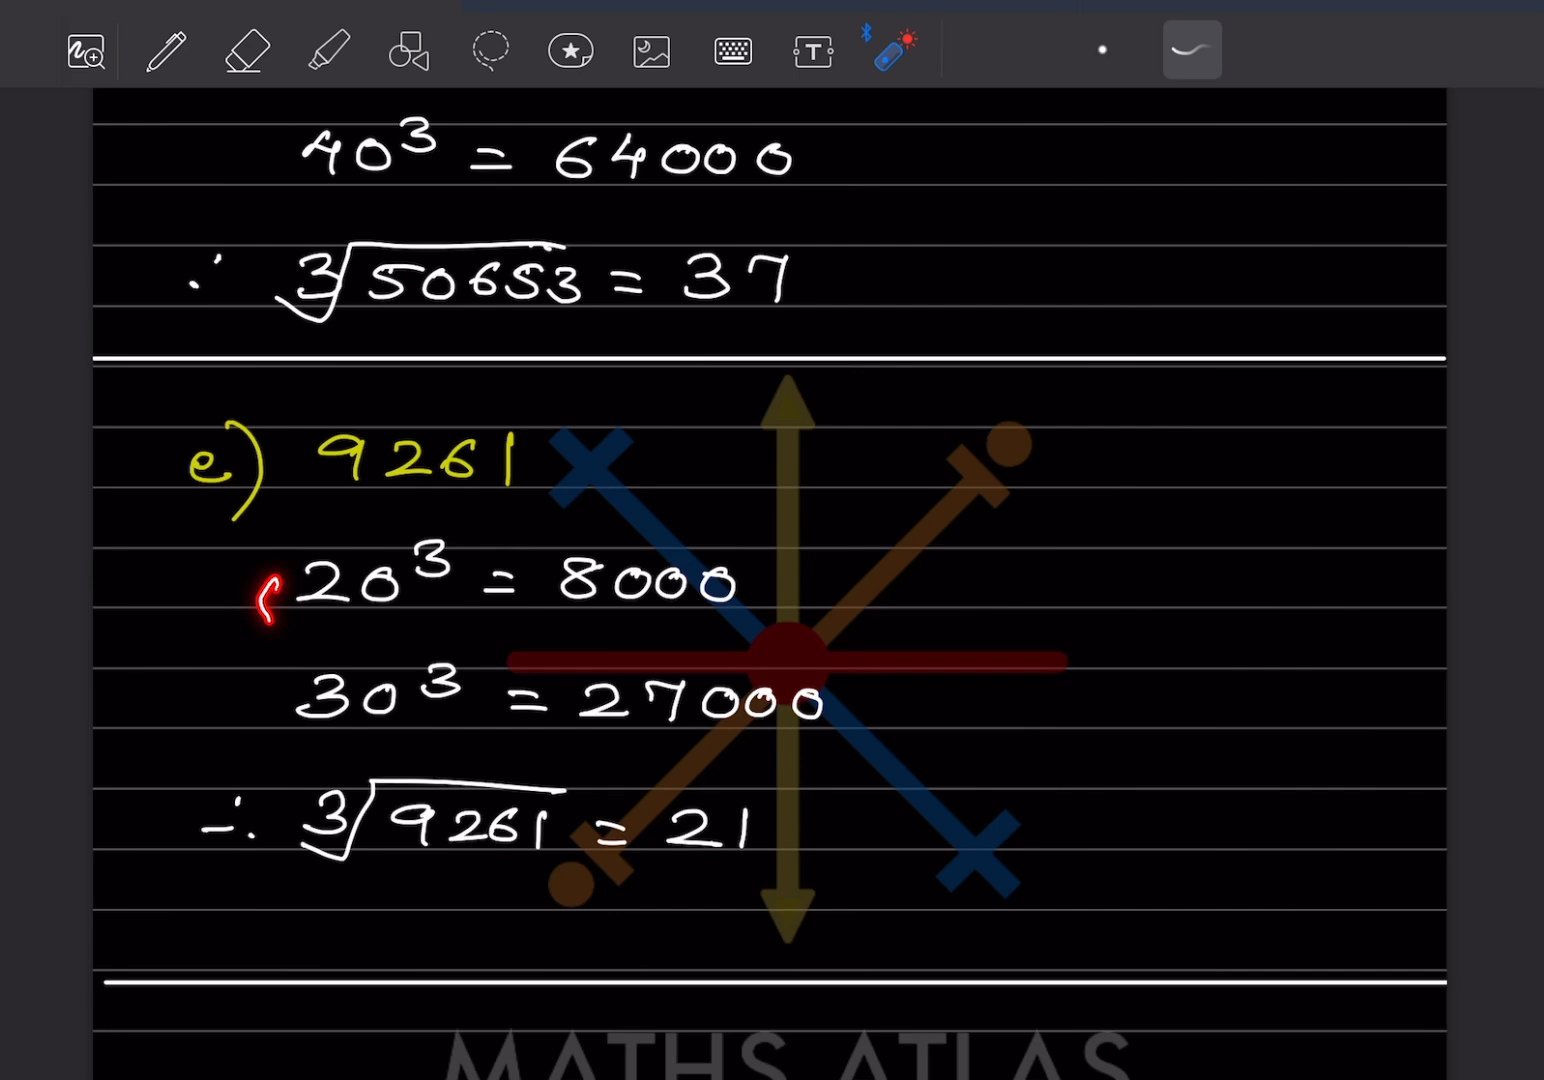 40³ = 64000
∴ ∛50653 = 37
e) 9261
20³ = 8000
30³ = 27000
∴ ∛9261 = 21
MATHS ATLAS